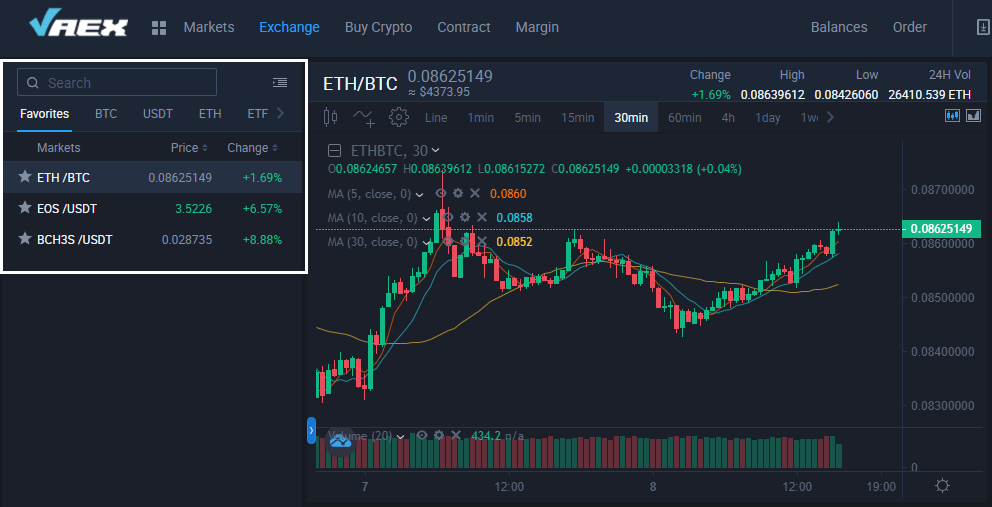 VAEX Markets Exchange Buy Crypto Contract Margin Balances Order
Search
Favorites BTC USDT ETH ETF
Markets Price Change
ETH /BTC 0.08625149 +1.69%
EOS /USDT 3.5226 +6.57%
BCH3S /USDT 0.028735 +8.88%
ETH/BTC 0.08625149
≈ $4373.95
Change High Low 24H Vol
+1.69% 0.08639612 0.08426060 26410.539 ETH
Line 1min 5min 15min 30min 60min 4h 1day
ETHBTC, 30
O0.08624657 H0.08639612 L0.08615272 C0.08625149 +0.00003318 (+0.04%)
MA (5, close, 0) 0.0860
MA (10, close, 0) 0.0858
MA (30, close, 0) 0.0852
0.08700000
0.08625149
0.08600000
0.08500000
0.08400000
0.08300000
Volume (20) 434.2 n/a
0
7 12:00 8 12:00 19:00